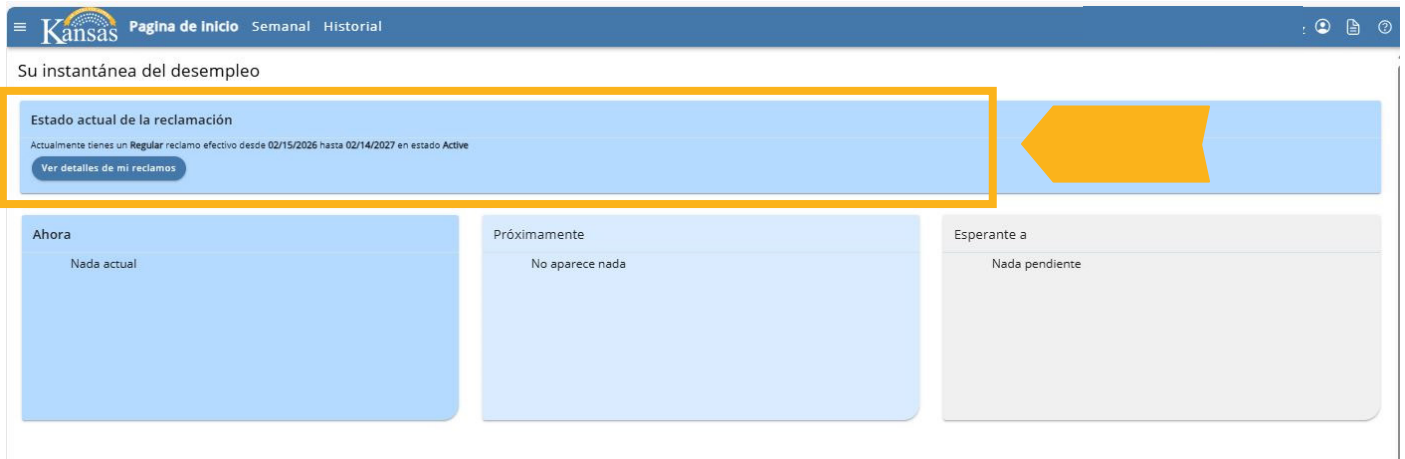 Kansas Pagina de Inicio Semanal Historial
Su instantánea del desempleo
Estado actual de la reclamación
Actualmente tienes un Regular reclamo efectivo desde 02/15/2026 hasta 02/14/2027 en estado Active
Ver detalles de mi reclamos
Ahora
Nada actual
Próximamente
No aparece nada
Esperante a
Nada pendiente